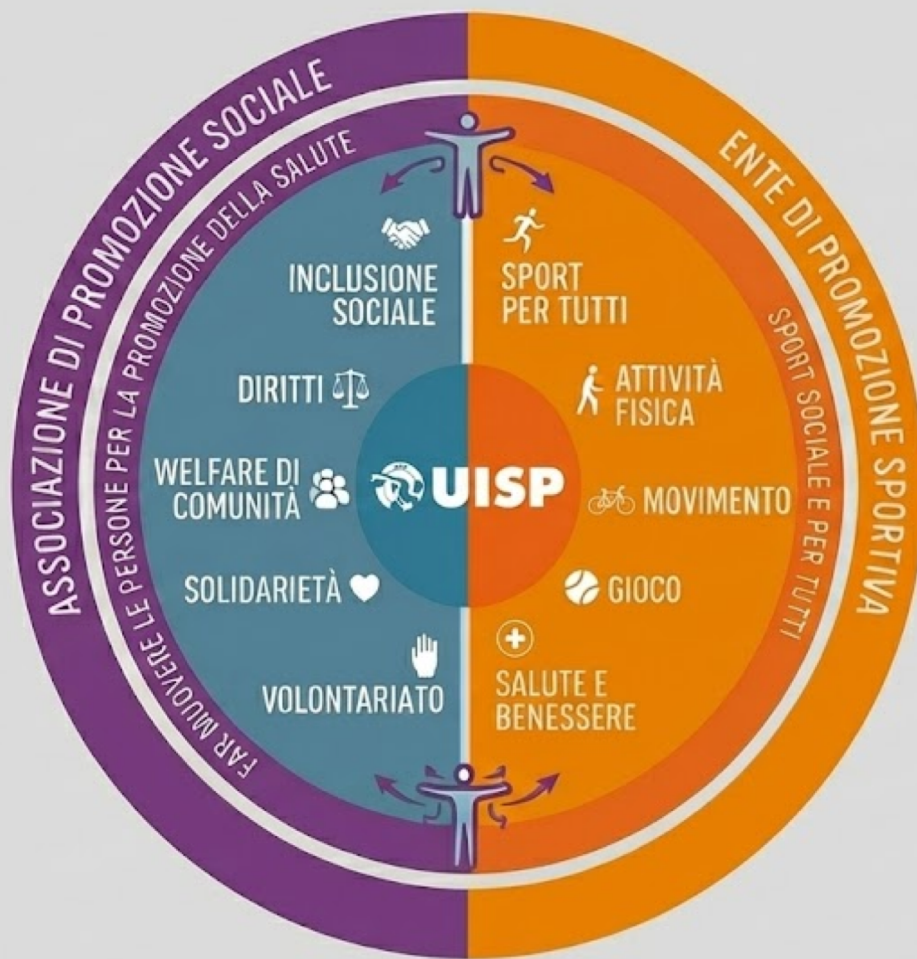 ASSOCIAZIONE DI PROMOZIONE SOCIALE
FAR MUOVERE LE PERSONE PER LA PROMOZIONE DELLA SALUTE
INCLUSIONE
SOCIALE
DIRITTI
WELFARE DI
COMUNITÀ
SOLIDARIETÀ
VOLONTARIATO
UISP
SPORT
PER TUTTI
ATTIVITÀ
FISICA
MOVIMENTO
GIOCO
SALUTE E
BENESSERE
SPORT SOCIALE E PER TUTTI
ENTE DI PROMOZIONE SPORTIVA